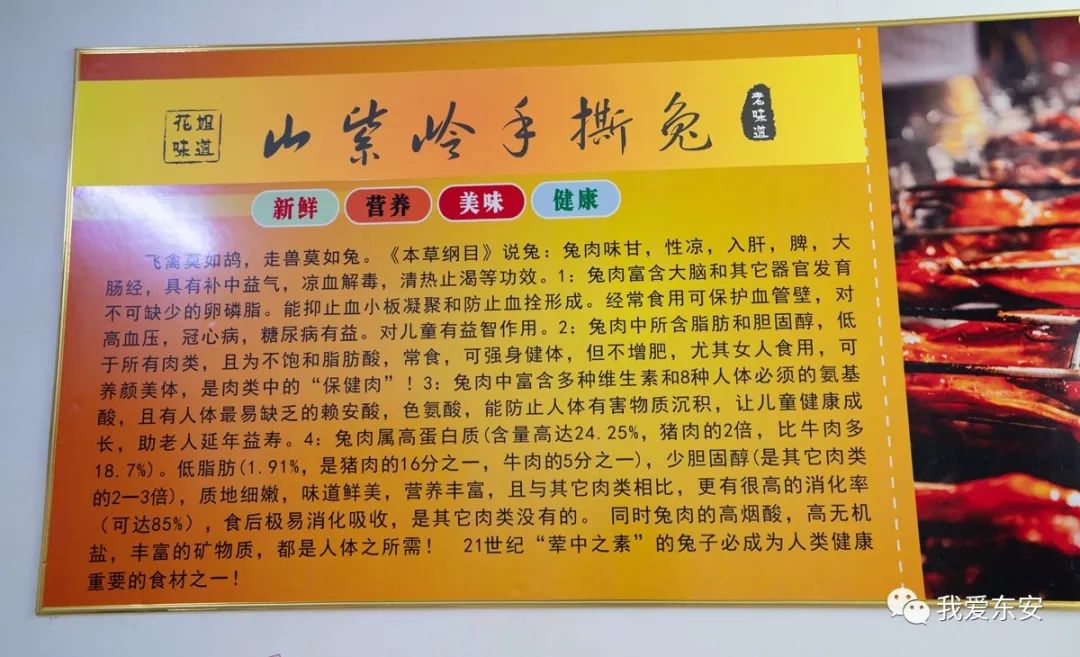 花姐
味道
山紫岭手撕兔
老味道
新鲜 营养 美味 健康
飞禽莫如鸪，走兽莫如兔。《本草纲目》说兔：兔肉味甘，性凉，入肝，脾，大
肠经，具有补中益气，凉血解毒，清热止渴等功效。1：兔肉富含大脑和其它器官发育
不可缺少的卵磷脂。能抑止血小板凝聚和防止血拴形成。经常食用可保护血管壁，对
高血压，冠心病，糖尿病有益。对儿童有益智作用。2：兔肉中所含脂肪和胆固醇，低
于所有肉类，且为不饱和脂肪酸，常食，可强身健体，但不增肥，尤其女人食用，可
养颜美体，是肉类中的“保健肉”！3：兔肉中富含多种维生素和8种人体必须的氨基
酸，且有人体最易缺乏的赖安酸，色氨酸，能防止人体有害物质沉积，让儿童健康成
长，助老人延年益寿。4：兔肉属高蛋白质(含量高达24.25%，猪肉的2倍，比牛肉多
18.7%)。低脂肪(1.91%，是猪肉的16分之一，牛肉的5分之一)，少胆固醇(是其它肉类
的2一3倍)，质地细嫩，味道鲜美，营养丰富，且与其它肉类相比，更有很高的消化率
（可达85%），食后极易消化吸收，是其它肉类没有的。 同时兔肉的高烟酸，高无机
盐，丰富的矿物质，都是人体之所需！ 21世纪“荤中之素”的兔子必成为人类健康
重要的食材之一！
我爱东安